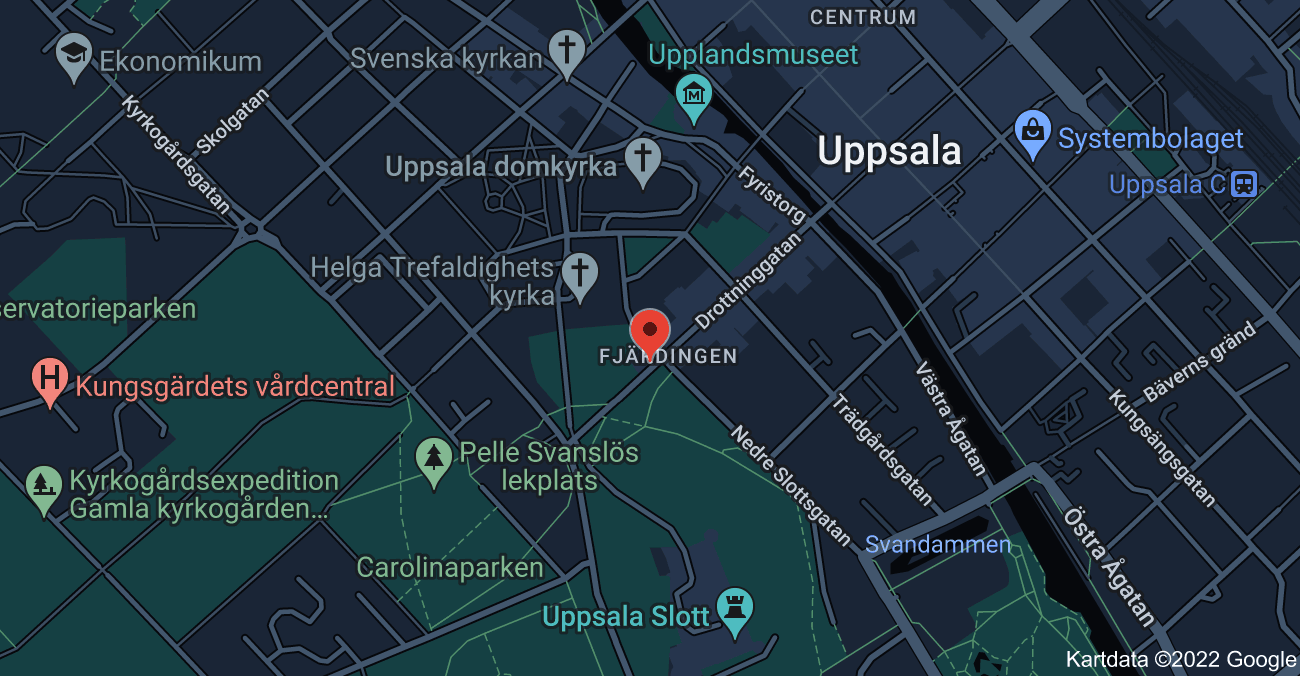 CENTRUM
Ekonomikum
Svenska kyrkan
Upplandsmuseet
Kyrkogårdsgatan
Skolgatan
Uppsala domkyrka
Uppsala
Systembolaget
Uppsala C
Fyristorg
Helga Trefaldighets
kyrka
Drottninggatan
servatorieparken
FJÄRDINGEN
Kungsgärdets vårdcentral
Västra Ågatan
Bäverns gränd
Kungsängsgatan
Trädgårdsgatan
Nedre Slottsgatan
Pelle Svanslös
lekplats
Kyrkogårdsexpedition
Gamla kyrkogården...
Svandammen
Östra Ågatan
Carolinaparken
Uppsala Slott
Kartdata ©2022 Google